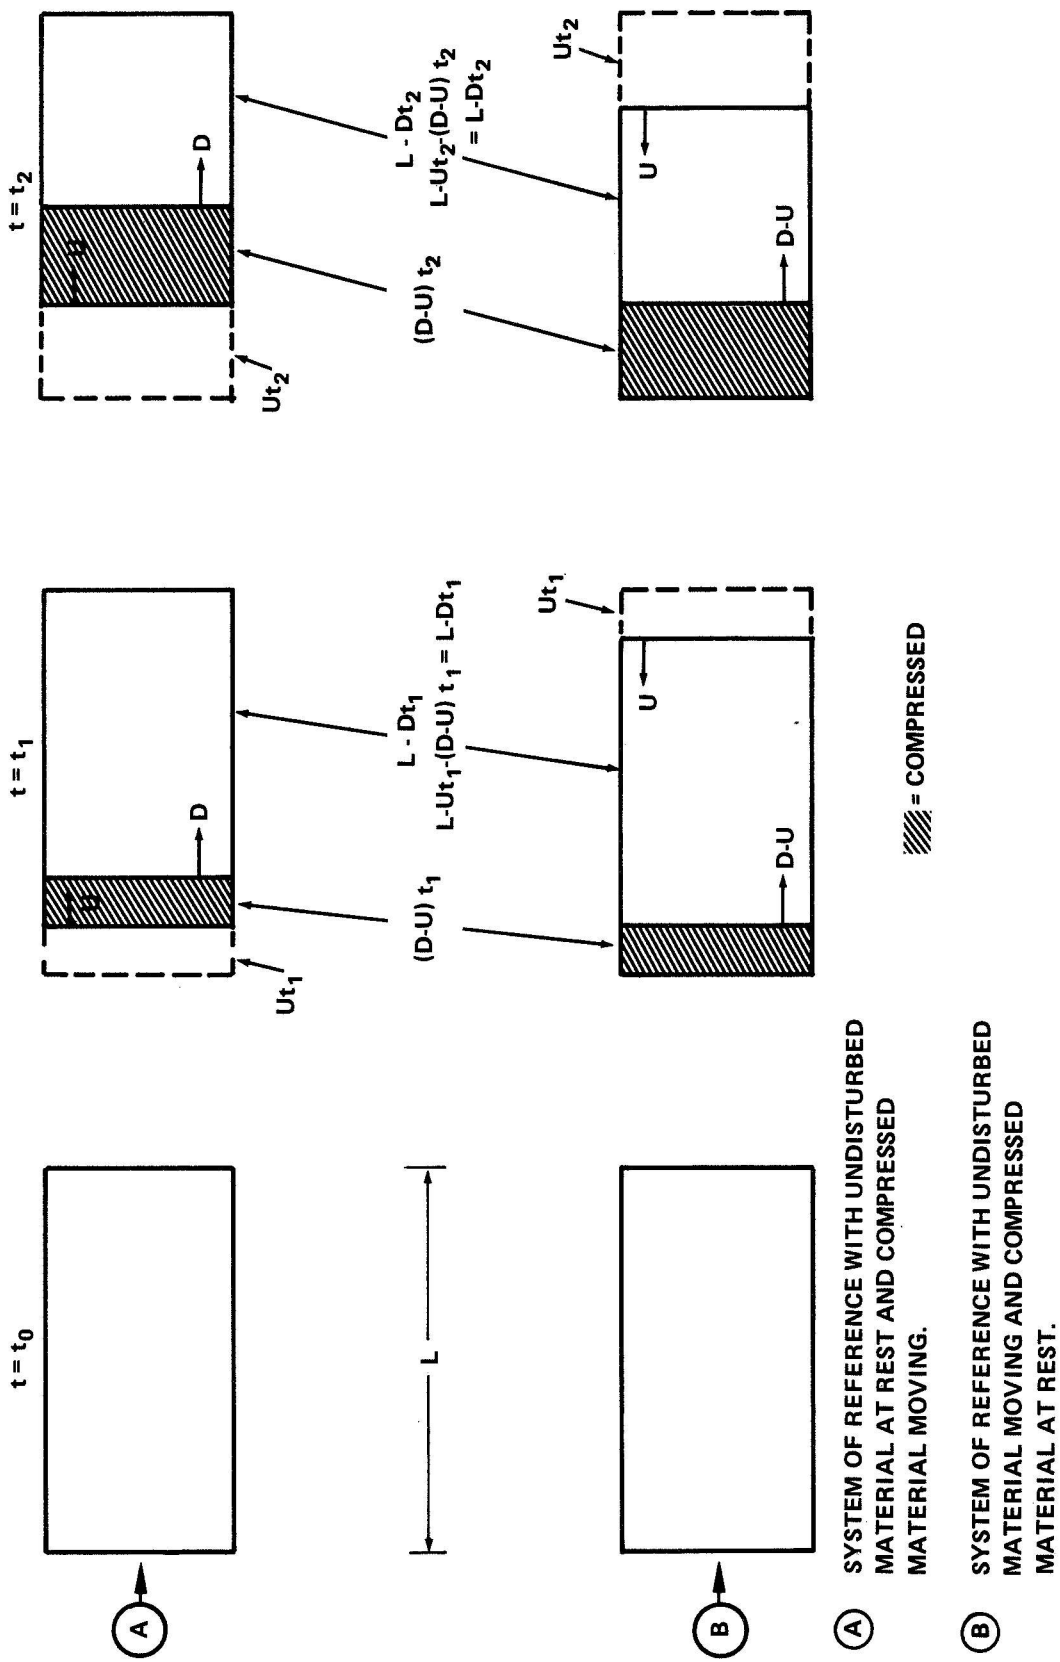 t = t₀
t = t₁
t = t₂
A
U
D
U
D
Ut₁
Ut₂
L
(D-U) t₁
L - Dt₁
L-Ut₁-(D-U) t₁ = L-Dt₁
(D-U) t₂
L - Dt₂
L-Ut₂-(D-U) t₂
= L-Dt₂
Ut₁
Ut₂
B
U
D-U
U
D-U
A SYSTEM OF REFERENCE WITH UNDISTURBED
MATERIAL AT REST AND COMPRESSED
MATERIAL MOVING.
= COMPRESSED
B SYSTEM OF REFERENCE WITH UNDISTURBED
MATERIAL MOVING AND COMPRESSED
MATERIAL AT REST.